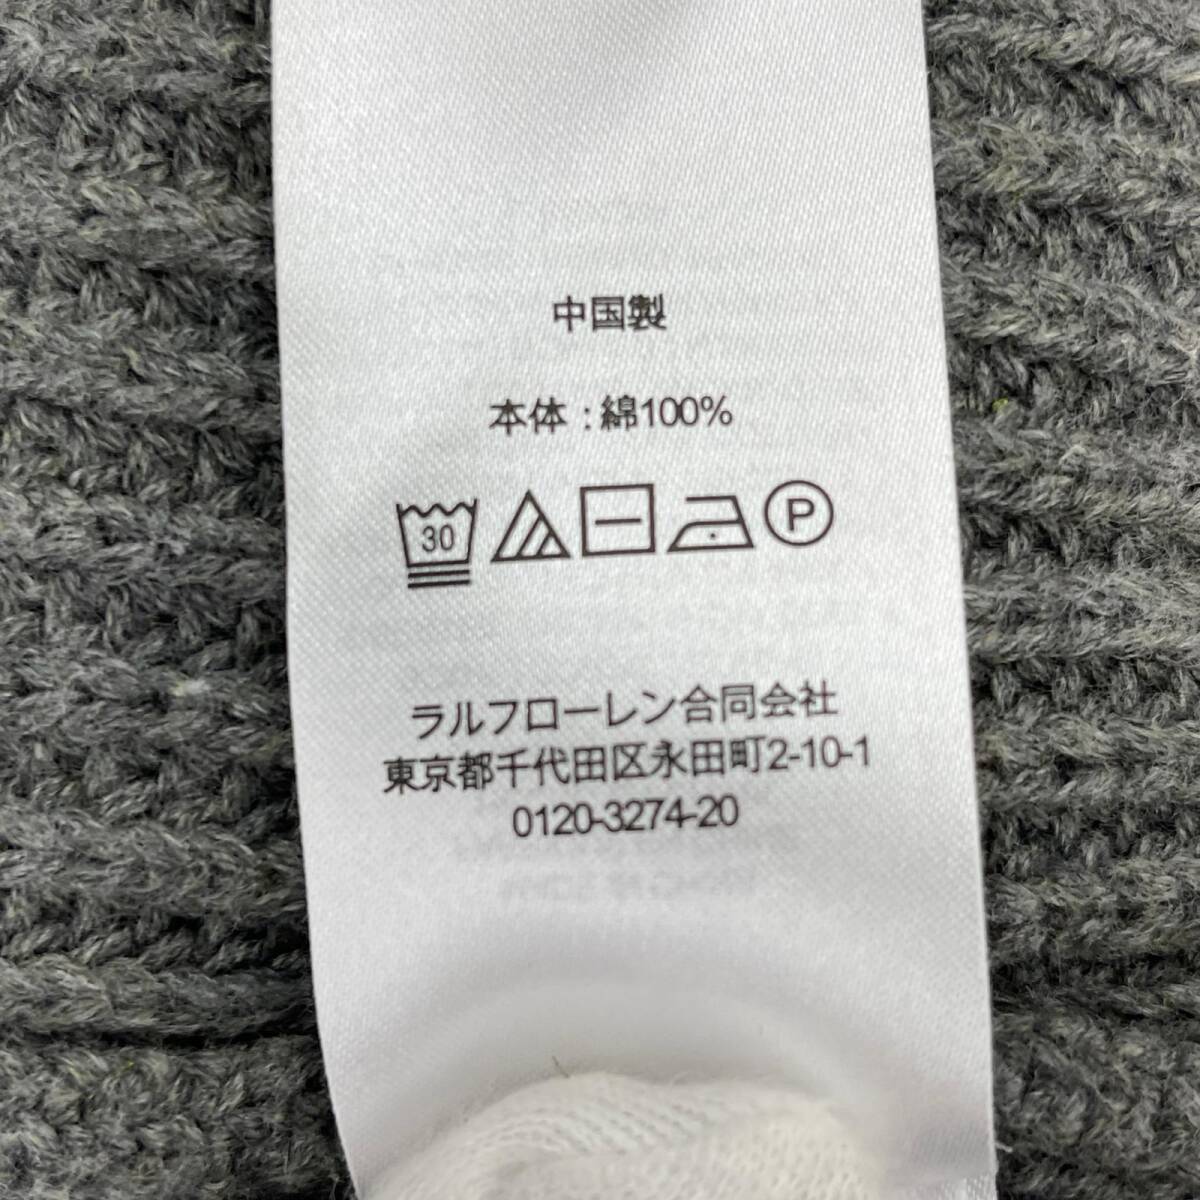 中国製
本体 : 綿100%
30 P
ラルフローレン合同会社
東京都千代田区永田町2-10-1
0120-3274-20